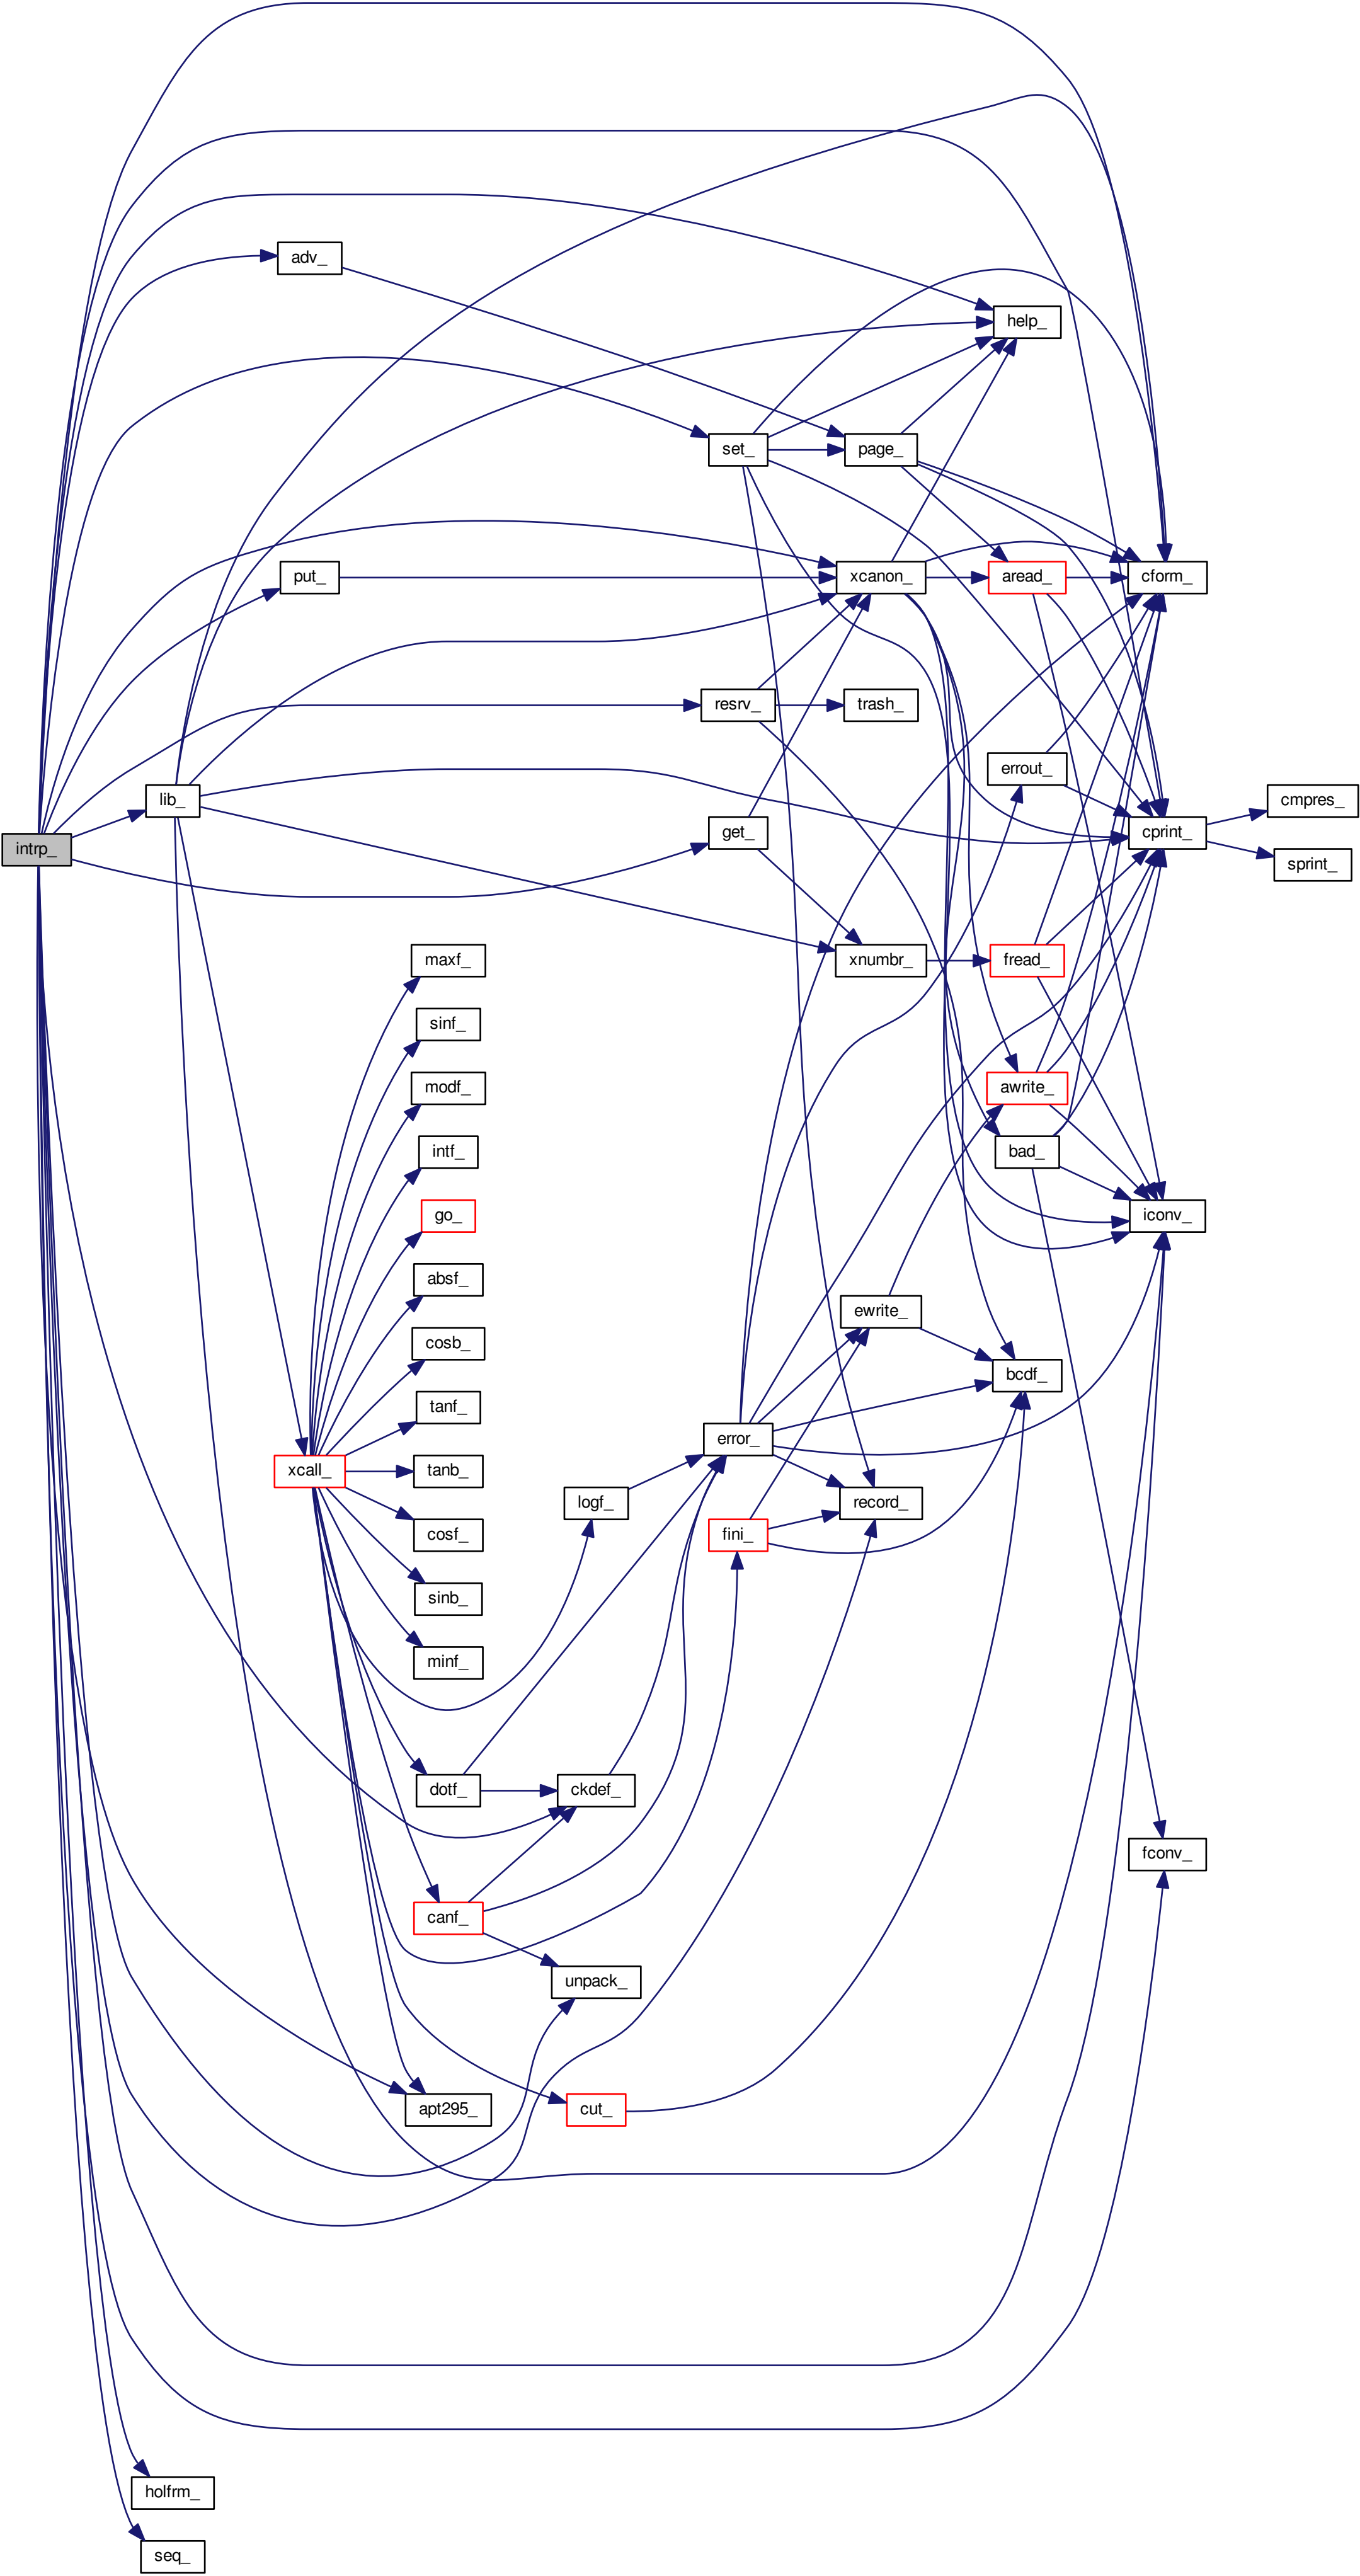 adv_
help_
set_
page_
put_
xcanon_
aread_
cform_
resrv_
trash_
errout_
lib_
cmpres_
get_
cprint_
intrp_
sprint_
maxf_
xnumbr_
fread_
sinf_
modf_
awrite_
intf_
bad_
go_
iconv_
absf_
ewrite_
cosb_
bcdf_
tanf_
error_
xcall_
tanb_
logf_
record_
cosf_
fini_
sinb_
minf_
dotf_
ckdef_
fconv_
canf_
unpack_
apt295_
cut_
holfrm_
seq_